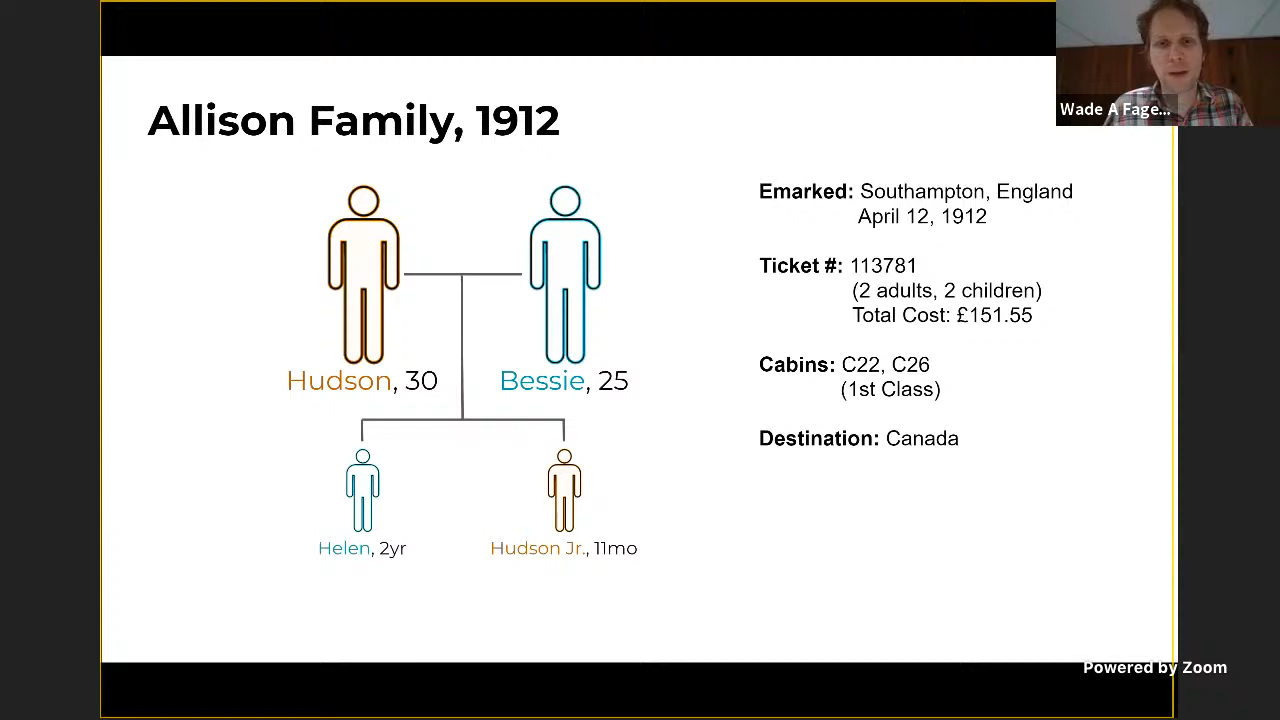 Allison Family, 1912
Wade A Fage...
Emarked: Southampton, England
April 12, 1912
Ticket #: 113781
(2 adults, 2 children)
Total Cost: £151.55
Cabins: C22, C26
(1st Class)
Destination: Canada
Hudson, 30
Bessie, 25
Helen, 2yr
Hudson Jr., 11mo
Powered by Zoom